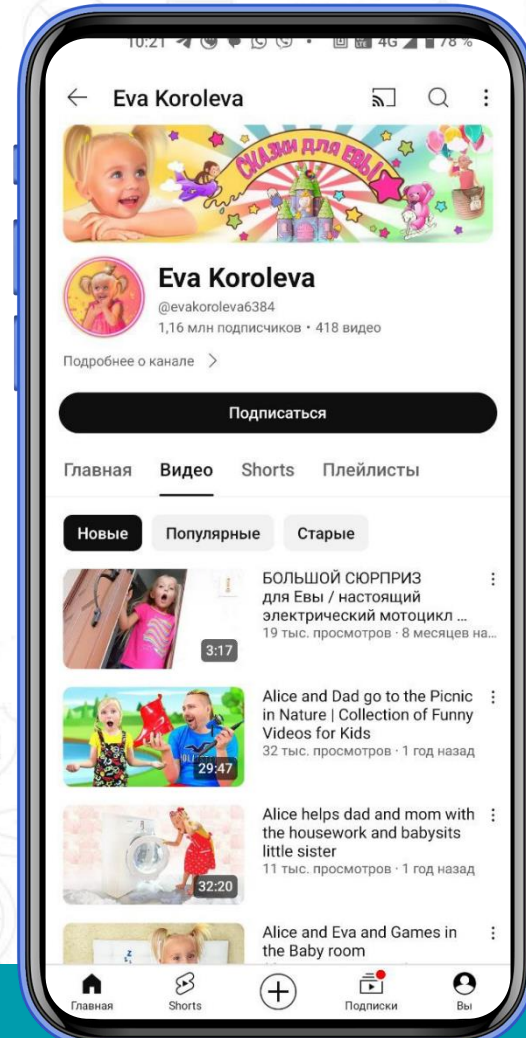 10:21 4G 78 %
Eva Koroleva
СКАЗКИ ДЛЯ ЕВЫ
Eva Koroleva
@evakoroleva6384
1,16 млн подписчиков • 418 видео
Подробнее о канале
Подписаться
Главная Видео Shorts Плейлисты
Новые Популярные Старые
БОЛЬШОЙ СЮРПРИЗ
для Евы / настоящий
электрический мотоцикл ...
19 тыс. просмотров · 8 месяцев на...
3:17
Alice and Dad go to the Picnic
in Nature | Collection of Funny
Videos for Kids
32 тыс. просмотров · 1 год назад
29:47
Alice helps dad and mom with
the housework and babysits
little sister
11 тыс. просмотров · 1 год назад
32:20
Alice and Eva and Games in
the Baby room
Главная Shorts Подписки Вы